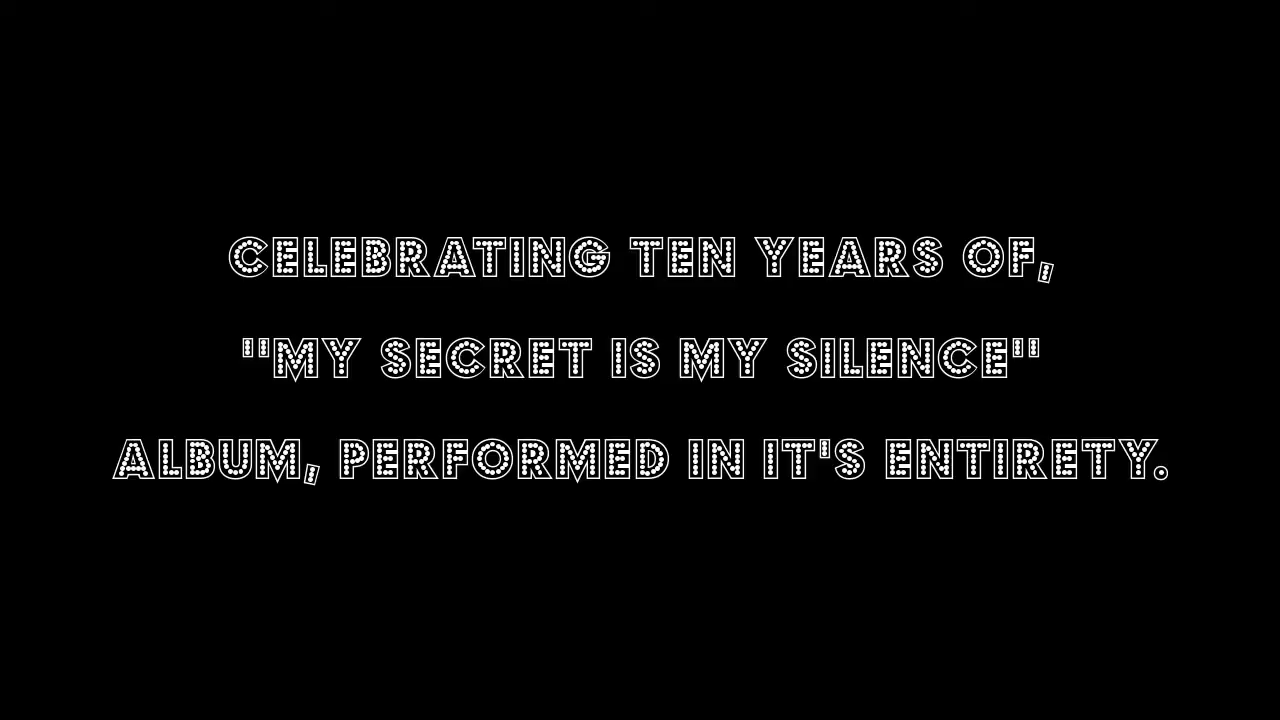 CELEBRATING TEN YEARS OF,
"MY SECRET IS MY SILENCE"
ALBUM, PERFORMED IN IT'S ENTIRETY.